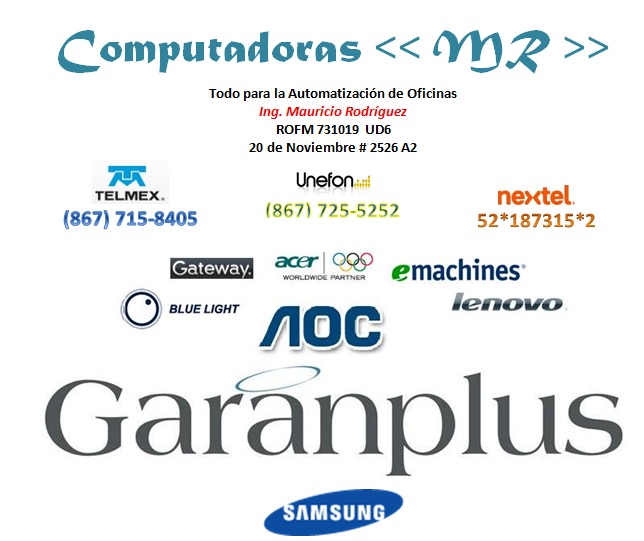 Computadoras << MR >>
Todo para la Automatización de Oficinas
Ing. Mauricio Rodríguez
ROFM 731019 UD6
20 de Noviembre # 2526 A2
TELMEX®
(867) 715-8405
Unefon
(867) 725-5252
nextel
52*187315*2
Gateway
acer
WORLDWIDE PARTNER
eMachines®
BLUE LIGHT
AOC
lenovo
Garanplus
SAMSUNG